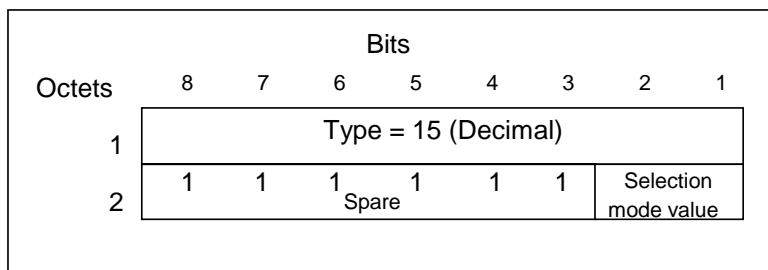 Bits
Octets 8 7 6 5 4 3 2 1
1 Type = 15 (Decimal)
1 1 1 1 1 1 Selection
2 Spare mode value